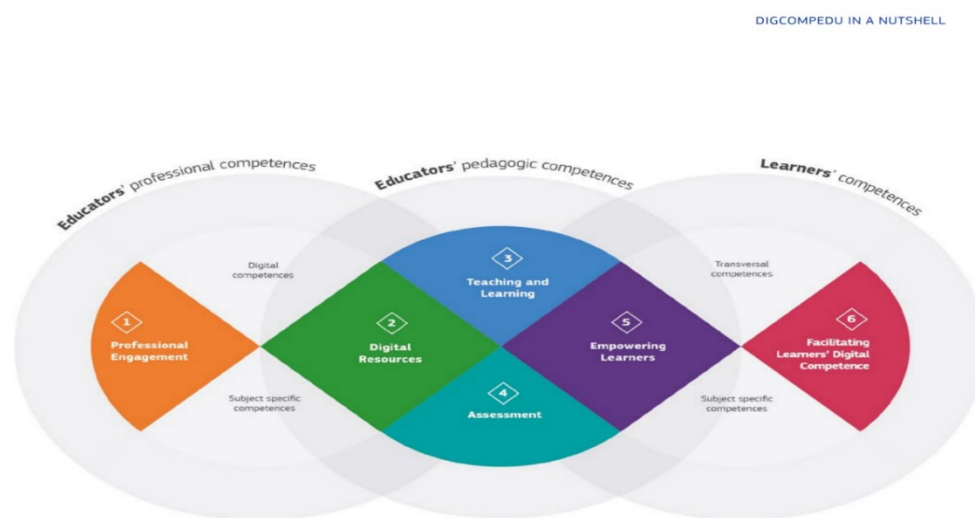 DIGCOMPEDU IN A NUTSHELL
Educators' professional competences
Educators' pedagogic competences
Learners' competences
Digital
competences
Transversal
competences
1
Professional
Engagement
2
Digital
Resources
3
Teaching and
Learning
4
Assessment
5
Empowering
Learners
6
Facilitating
Learners' Digital
Competence
Subject specific
competences
Subject specific
competences